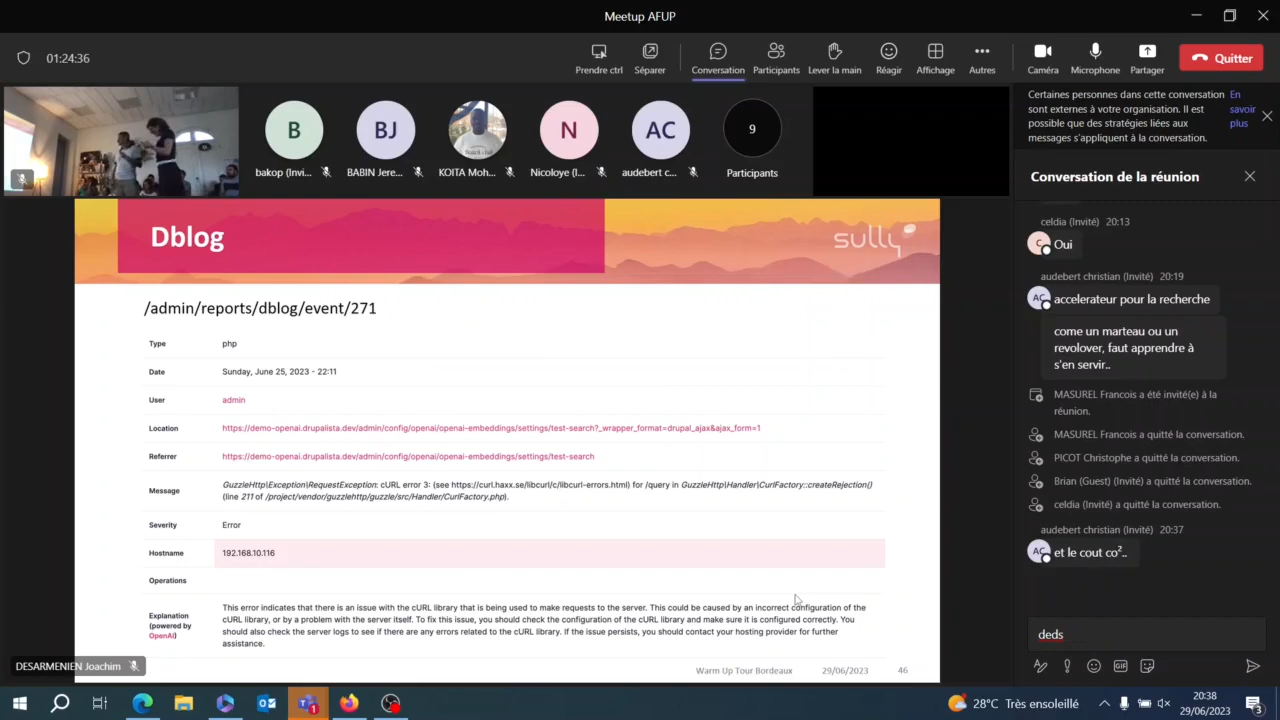 Meetup AFUP
01:24:36
Prendre ctrl
Séparer
Conversation
Participants
Lever la main
Réagir
Affichage
Autres
Caméra
Microphone
Partager
Quitter
B
BJ
N
AC
9
bakop (Invi...
BABIN Jere...
KOITA Moh...
Nicoloye (I...
audebert c...
Participants
Certaines personnes dans cette conversation En
sont externes à votre organisation. Il est savoir
possible que des stratégies liées aux plus
messages s'appliquent à la conversation.
Conversation de la réunion
Dblog
sully
/admin/reports/dblog/event/271
Type php
Date Sunday, June 25, 2023 - 22:11
User admin
Location https://demo-openai.drupalista.dev/admin/config/openai/openai-embeddings/settings/test-search?_wrapper_format=drupal_ajax&ajax_form=1
Referrer https://demo-openai.drupalista.dev/admin/config/openai/openai-embeddings/settings/test-search
Message GuzzleHttp\Exception\RequestException: cURL error 3: (see https://curl.haxx.se/libcurl/c/libcurl-errors.html) for /query in GuzzleHttp\Handler\CurlFactory::createRejection()
(line 211 of /project/vendor/guzzlehttp/guzzle/src/Handler/CurlFactory.php).
Severity Error
Hostname 192.168.10.116
Operations
Explanation
(powered by
OpenAI)
This error indicates that there is an issue with the cURL library that is being used to make requests to the server. This could be caused by an incorrect configuration of the
cURL library, or by a problem with the server itself. To fix this issue, you should check the configuration of the cURL library and make sure it is configured correctly. You
should also check the server logs to see if there are any errors related to the cURL library. If the issue persists, you should contact your hosting provider for further
assistance.
DESARMENIEN Joachim
Warm Up Tour Bordeaux 29/06/2023 46
celdia (Invité) 20:13
C Oui
audebert christian (Invité) 20:19
AC accelerateur pour la recherche
come un marteau ou un
revolver, faut apprendre à
s'en servir..
MASUREL Francois a été invité(e) à la
réunion.
MASUREL Francois a quitté la conversation.
PHPCon (Invité) a quitté la conversation.
Briand (Invité) a quitté la conversation.
celdia (Invité) a quitté la conversation.
audebert christian (Invité) 20:37
AC et le cout co²..
deds
GIF
1
28°C Très ensoleillé
20:38
29/06/2023
3